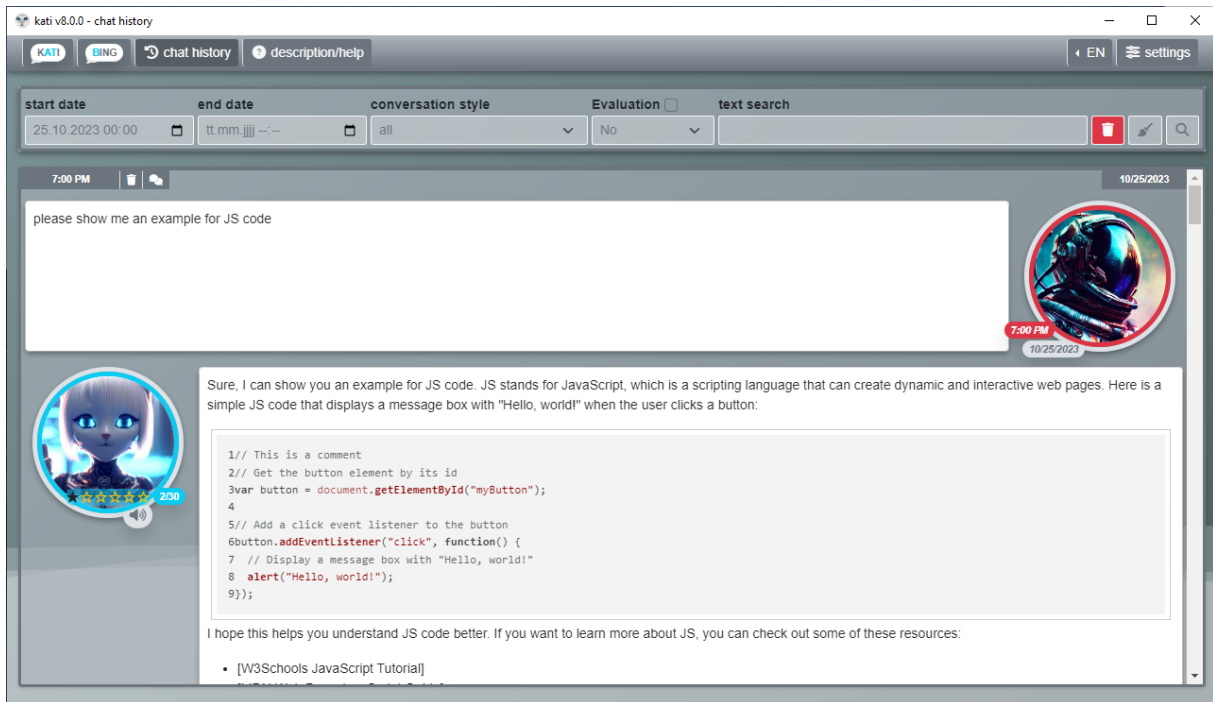 kati v8.0.0 - chat history
KATI BING chat history description/help EN settings
start date end date conversation style Evaluation text search
25.10.2023 00:00 tt.mm.jjjj --:-- all No
7:00 PM 10/25/2023
please show me an example for JS code
7:00 PM
10/25/2023
Sure, I can show you an example for JS code. JS stands for JavaScript, which is a scripting language that can create dynamic and interactive web pages. Here is a
simple JS code that displays a message box with "Hello, world!" when the user clicks a button:
1// This is a comment
2// Get the button element by its id
3var button = document.getElementById("myButton");
4
5// Add a click event listener to the button
6button.addEventListener("click", function() {
7  // Display a message box with "Hello, world!"
8  alert("Hello, world!");
9});
2/30
I hope this helps you understand JS code better. If you want to learn more about JS, you can check out some of these resources:
• [W3Schools JavaScript Tutorial]